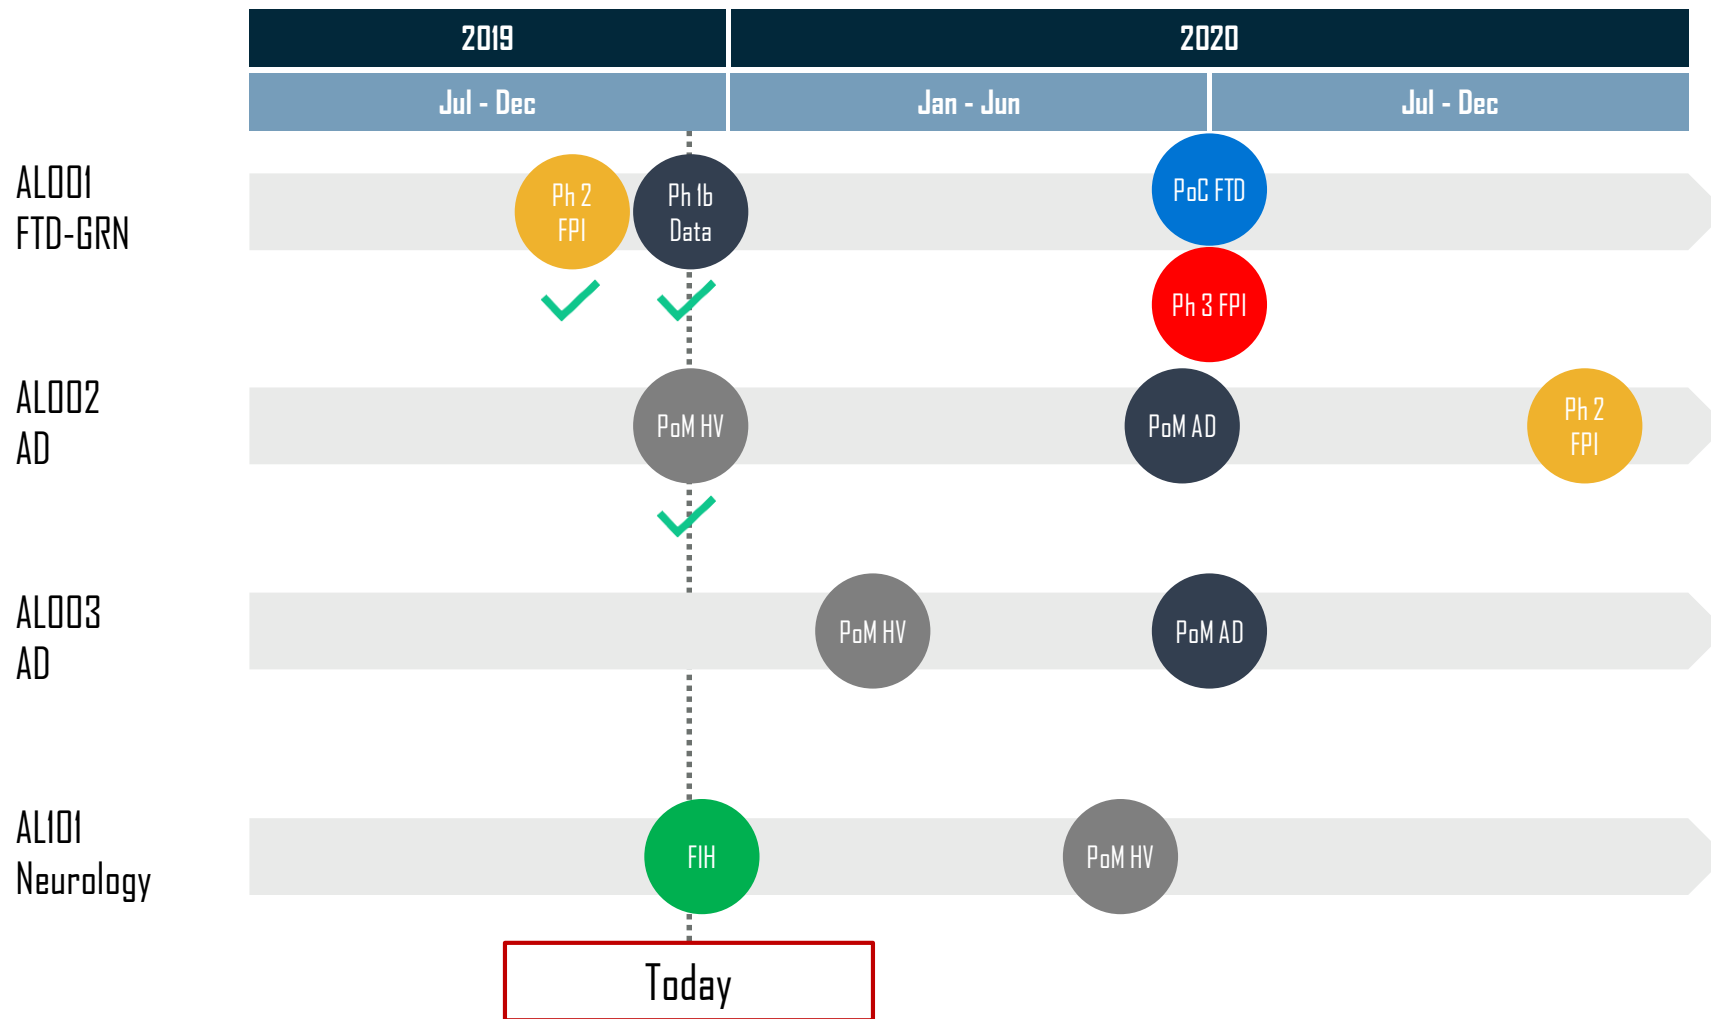 2019
2020
Jul - Dec
Jan - Jun
Jul - Dec
AL001
FTD-GRN
Ph 2
FPI
Ph 1b
Data
PoC FTD
Ph 3 FPI
AL002
AD
PoM HV
PoM AD
Ph 2
FPI
AL003
AD
PoM HV
PoM AD
AL101
Neurology
FIH
PoM HV
Today